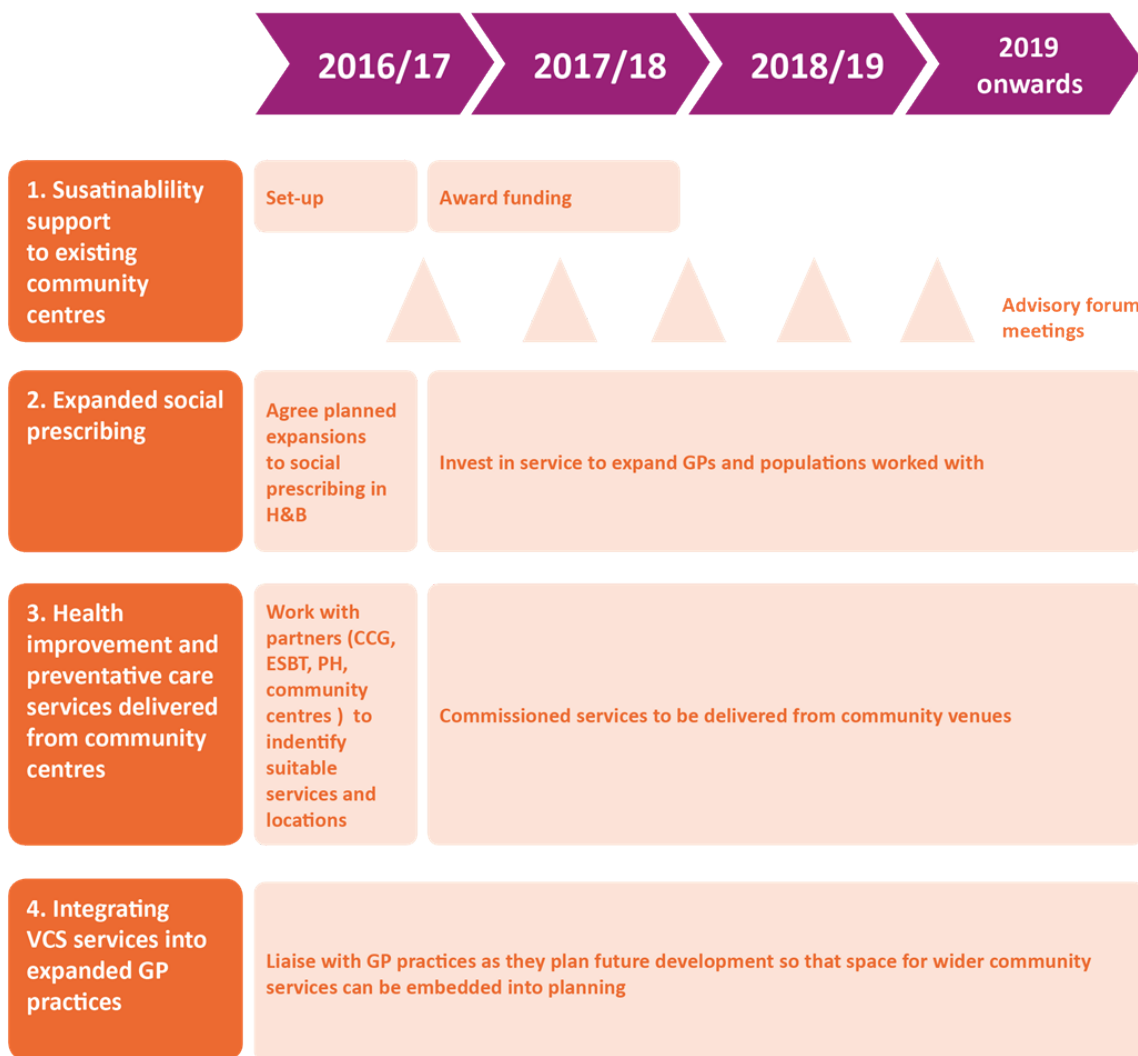 2016/17
2017/18
2018/19
2019
onwards
1. Susatinablility
support
to existing
community
centres
Set-up
Award funding
Advisory forum
meetings
2. Expanded social
prescribing
Agree planned
expansions
to social
prescribing in
H&B
Invest in service to expand GPs and populations worked with
3. Health
improvement and
preventative care
services delivered
from community
centres
Work with
partners (CCG,
ESBT, PH,
community
centres )  to
indentify
suitable
services and
locations
Commissioned services to be delivered from community venues
4. Integrating
VCS services into
expanded GP
practices
Liaise with GP practices as they plan future development so that space for wider community
services can be embedded into planning